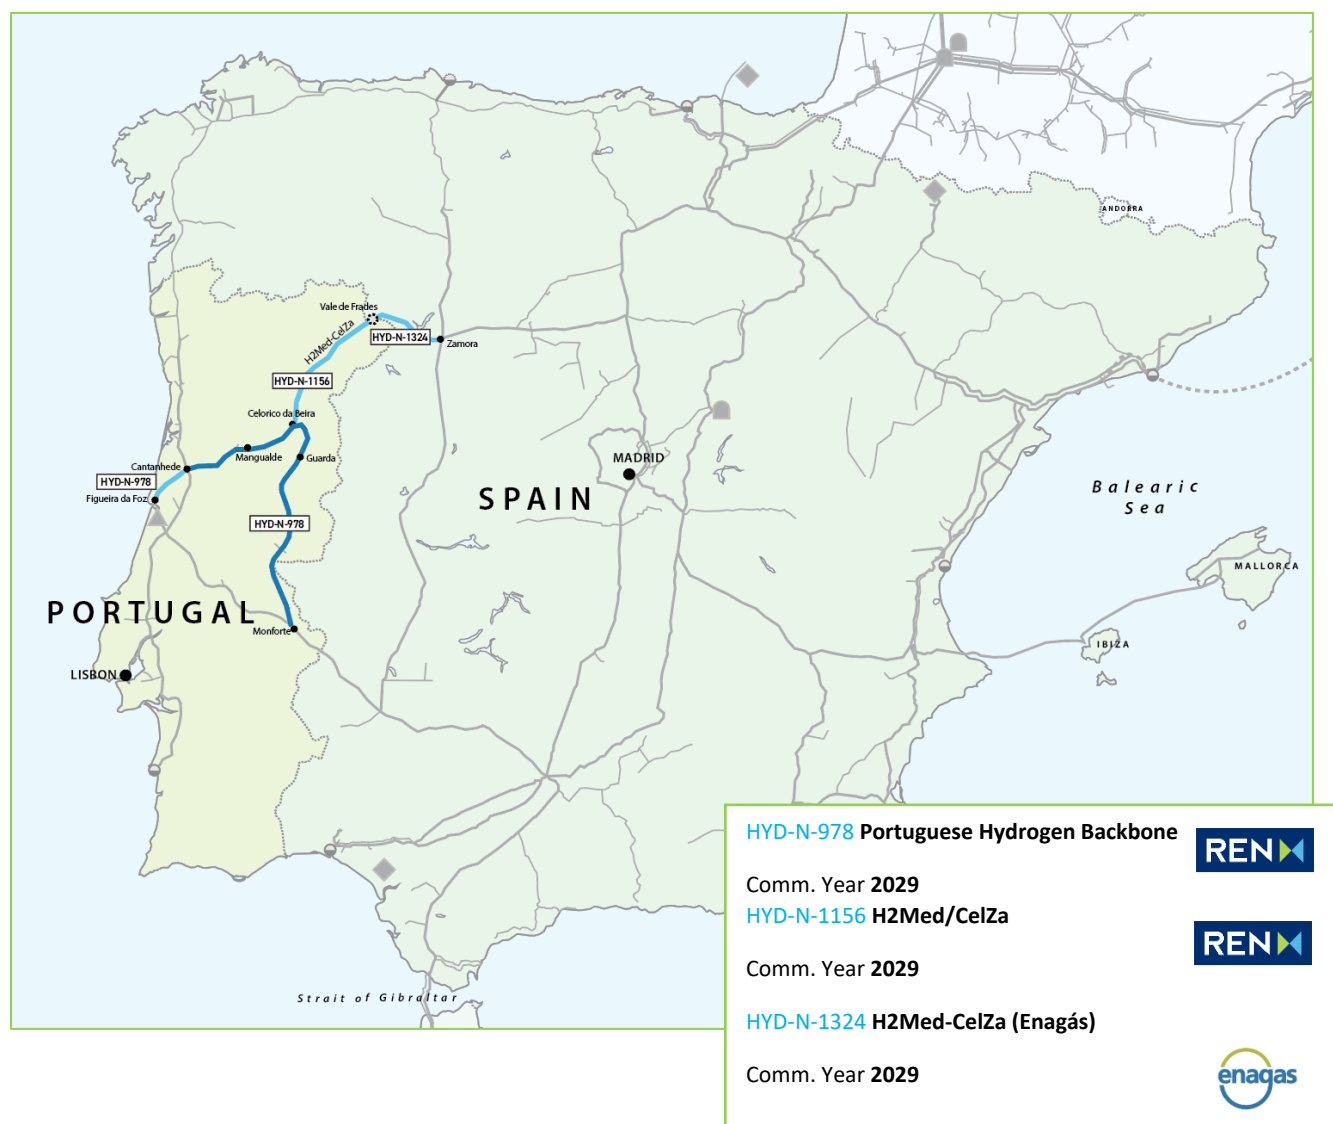 ANDORRA
Vale de Frades
H2Med-CelZa
HYD-N-1324
Zamora
HYD-N-1156
Celorico da Beira
Mangualde
Guarda
Cantanhede
HYD-N-978
Figueira da Foz
HYD-N-978
MADRID
SPAIN
Balearic
Sea
MALLORCA
IBIZA
PORTUGAL
Monforte
LISBON
Strait of Gibraltar
HYD-N-978 Portuguese Hydrogen Backbone
REN
Comm. Year 2029
HYD-N-1156 H2Med/CelZa
REN
Comm. Year 2029
HYD-N-1324 H2Med-CelZa (Enagás)
Comm. Year 2029
enagas